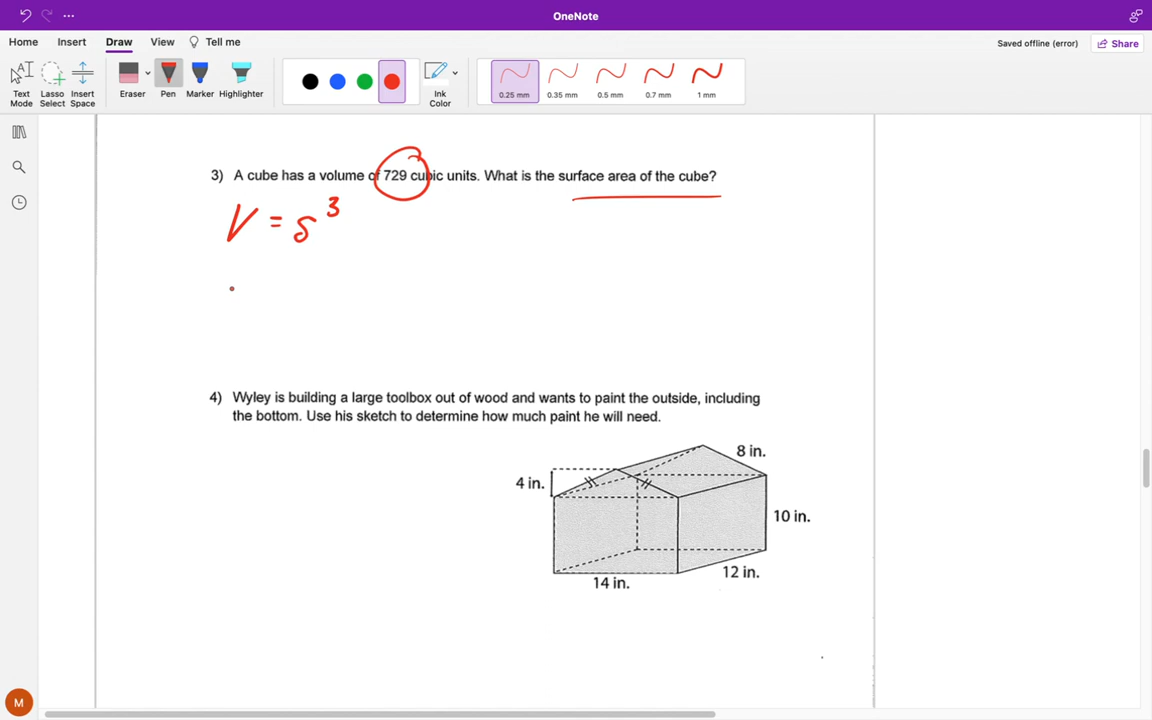 OneNote
Home Insert Draw View Tell me
Saved offline (error) Share
Text Mode
Lasso Select
Insert Space
Eraser
Pen
Marker
Highlighter
Ink Color
0.25 mm 0.35 mm 0.5 mm 0.7 mm 1 mm
3) A cube has a volume of 729 cubic units. What is the surface area of the cube?
V = s³
4) Wyley is building a large toolbox out of wood and wants to paint the outside, including
the bottom. Use his sketch to determine how much paint he will need.
8 in.
4 in.
10 in.
12 in.
14 in.
M